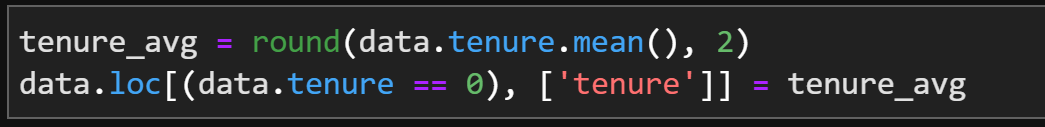 tenure_avg = round(data.tenure.mean(), 2)
data.loc[(data.tenure == 0), ['tenure']] = tenure_avg